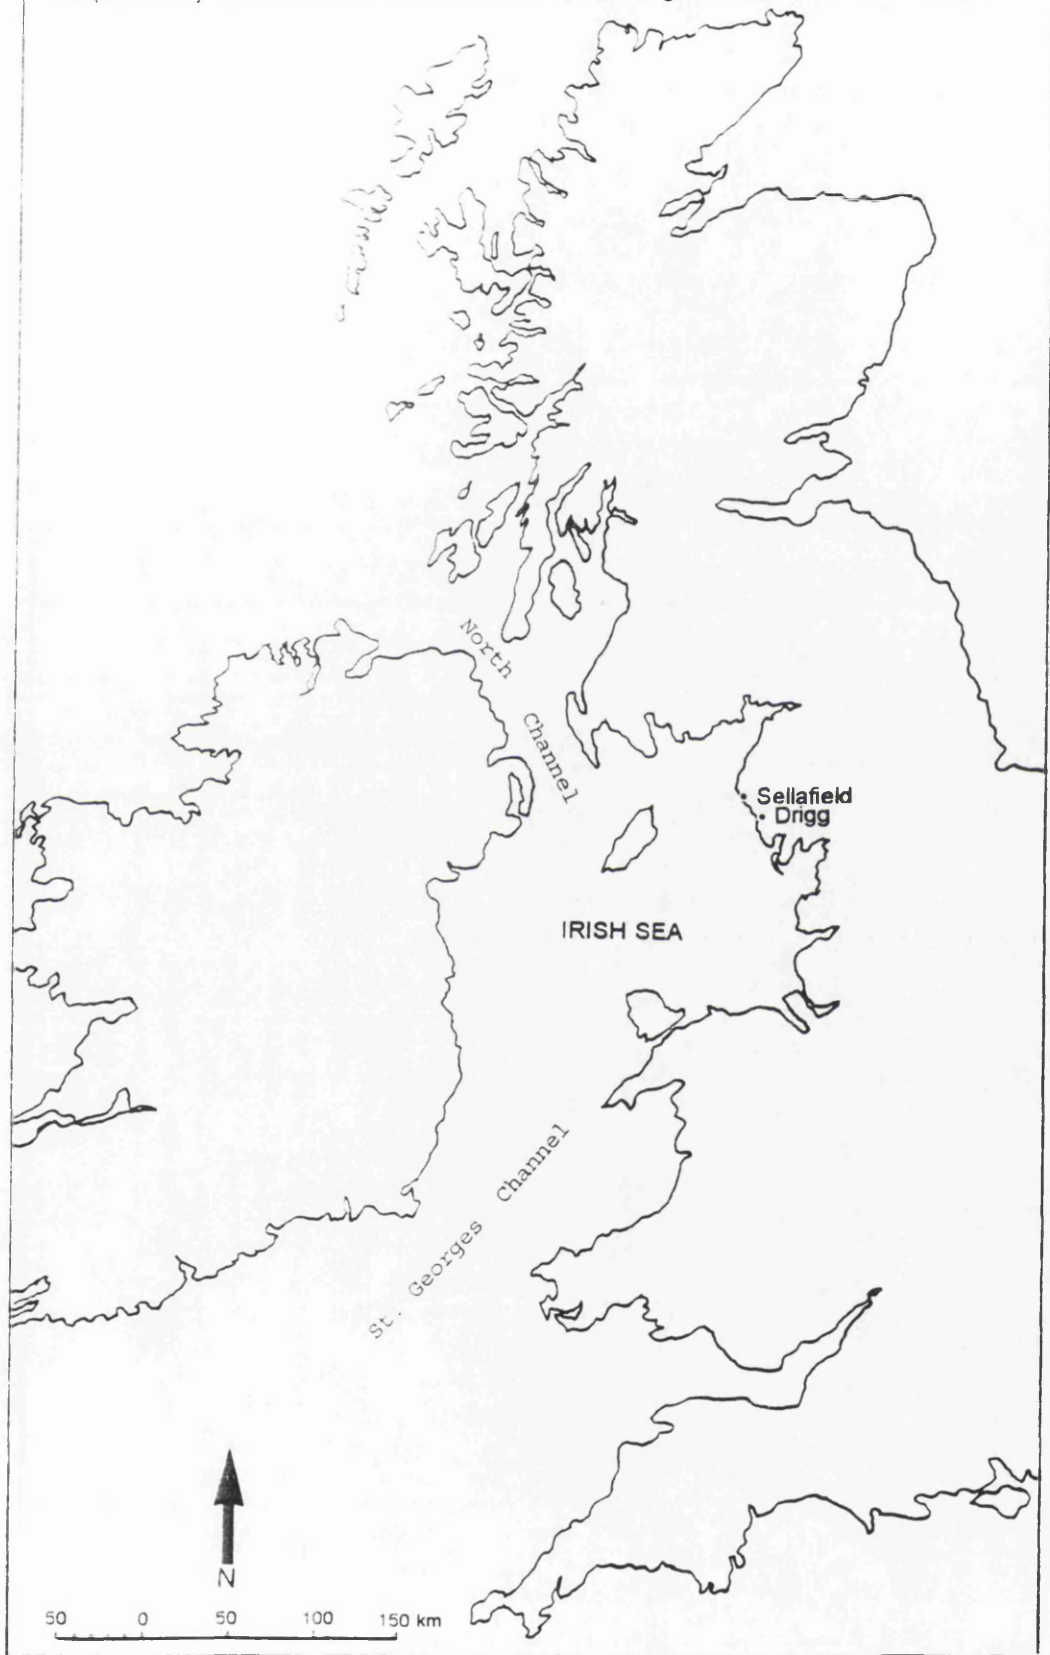 North
Channel
Sellafield
Drigg
IRISH SEA
St. Georges Channel
N
50 0 50 100 150 km